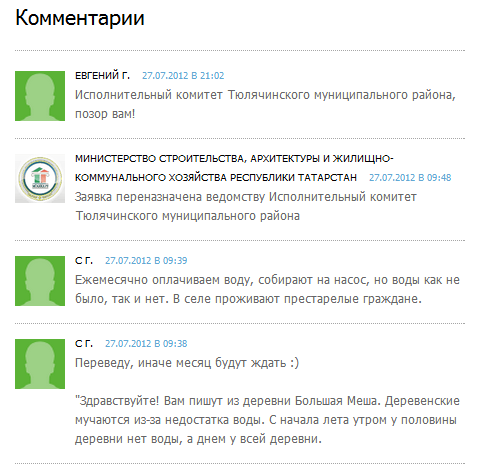 Комментарии
ЕВГЕНИЙ Г. 27.07.2012 В 21:02
Исполнительный комитет Тюлячинского муниципального района,
позор вам!
МИНИСТЕРСТВО СТРОИТЕЛЬСТВА, АРХИТЕКТУРЫ И ЖИЛИЩНО-
КОММУНАЛЬНОГО ХОЗЯЙСТВА РЕСПУБЛИКИ ТАТАРСТАН 27.07.2012 В 09:48
Заявка переназначена ведомству Исполнительный комитет
Тюлячинского муниципального района
С Г. 27.07.2012 В 09:39
Ежемесячно оплачиваем воду, собирают на насос, но воды как не
было, так и нет. В селе проживают престарелые граждане.
С Г. 27.07.2012 В 09:38
Переведу, иначе месяц будут ждать :)
"Здравствуйте! Вам пишут из деревни Большая Меша. Деревенские
мучаются из-за недостатка воды. С начала лета утром у половины
деревни нет воды, а днем у всей деревни.